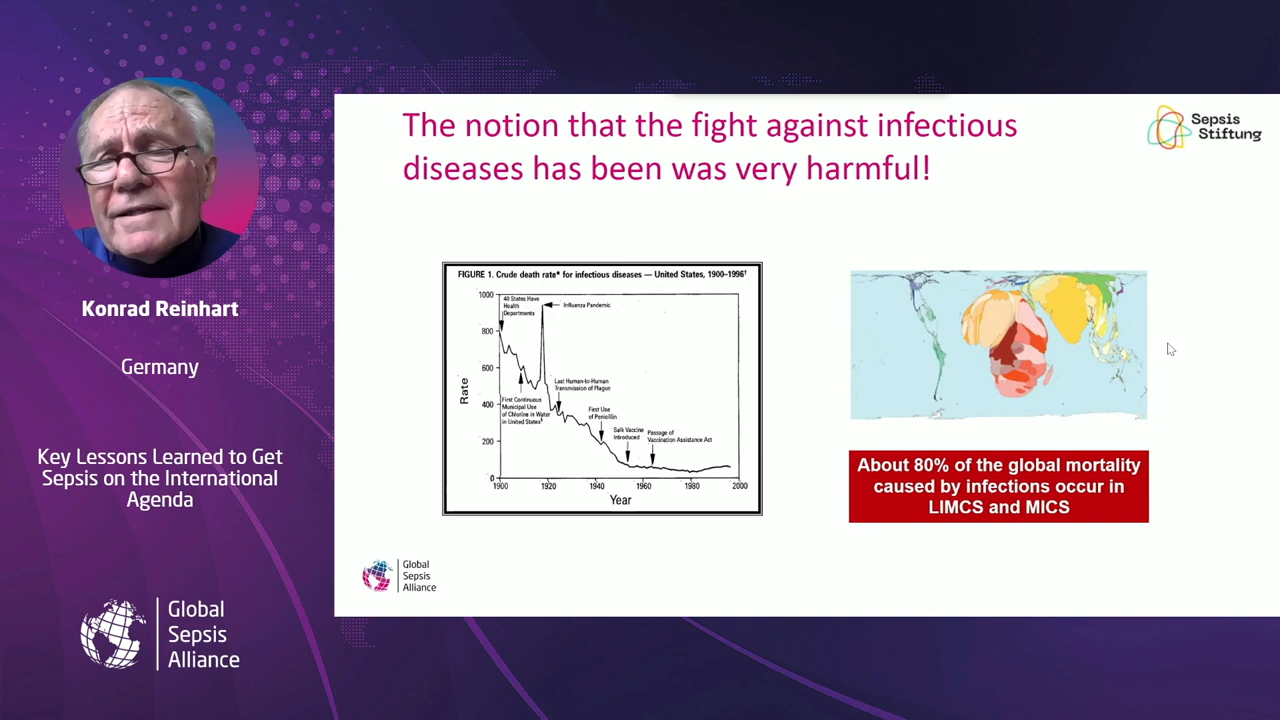 Konrad Reinhart
Germany
Key Lessons Learned to Get
Sepsis on the International
Agenda
Global
Sepsis
Alliance
The notion that the fight against infectious
diseases has been was very harmful!
Sepsis
Stiftung
FIGURE 1. Crude death rate* for infectious diseases — United States, 1900–1996†
Rate
1000
800
600
400
200
0
40 States Have
Health
Departments
Influenza Pandemic
Last Human-to-Human
Transmission of Plague
First Continuous
Municipal Use
of Chlorine in Water
in United States§
First Use
of Penicillin
Salk Vaccine
Introduced
Passage of
Vaccination Assistance Act
1900
1920
1940
1960
1980
2000
Year
About 80% of the global mortality
caused by infections occur in
LIMCS and MICS
Global
Sepsis
Alliance